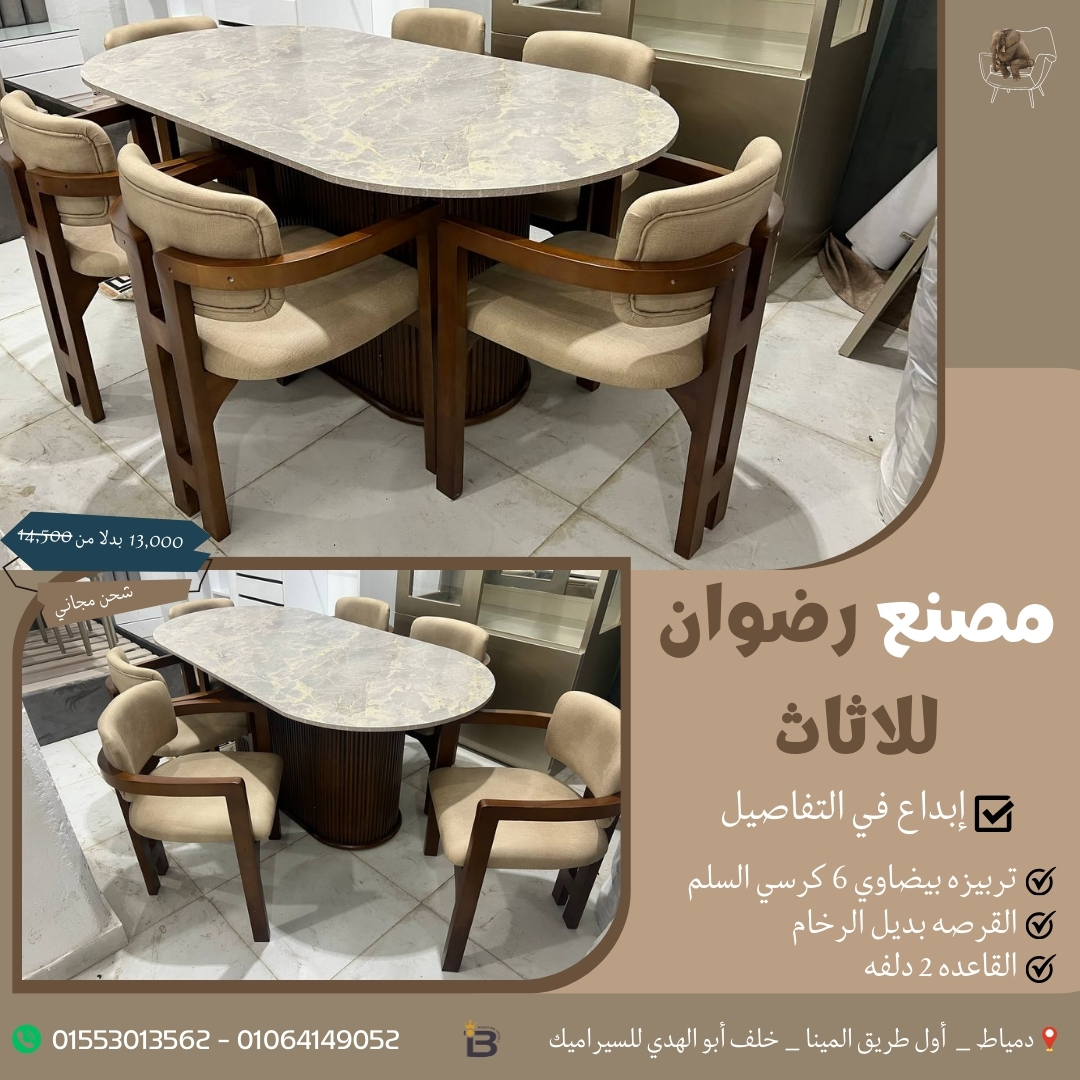 13,000 بدلا من 14,500
شحن مجاني
مصنع رضوان
للاثاث
إبداع في التفاصيل
تربيزه بيضاوي 6 كرسي السلم
القرصه بديل الرخام
القاعده 2 دلفه
دمياط _ أول طريق المينا _ خلف أبو الهدي للسيراميك
01553013562 - 01064149052
B